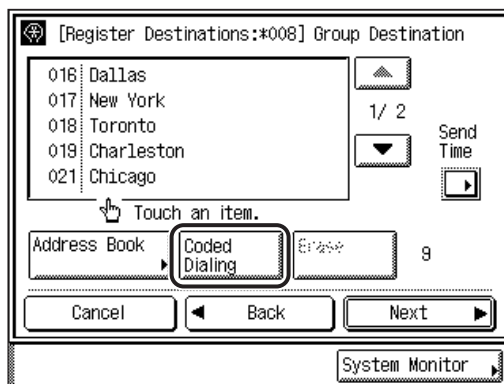 [Register Destinations:*008] Group Destination
016 Dallas
017 New York
018 Toronto
019 Charleston
021 Chicago
1/ 2
Send
Time
Touch an item.
Address Book
Coded
Dialing
Erase
9
Cancel
Back
Next
System Monitor